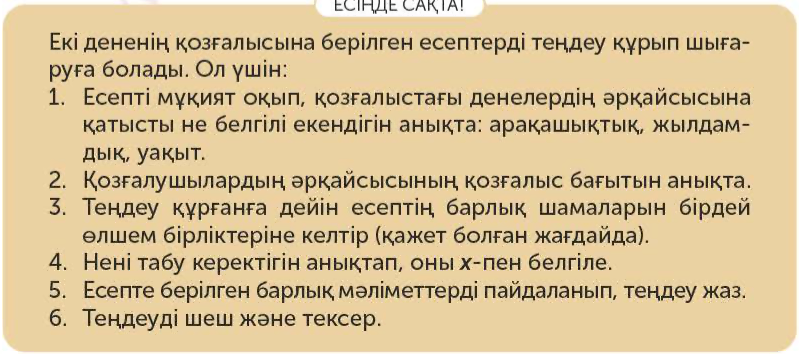 ЕСІҢДЕ САҚТА!
Екі дененің қозғалысына берілген есептерді теңдеу құрып шыға-
руға болады. Ол үшін:
1. Есепті мұқият оқып, қозғалыстағы денелердің әрқайсысына
қатысты не белгілі екендігін анықта: арақашықтық, жылдам-
дық, уақыт.
2. Қозғалушылардың әрқайсысының қозғалыс бағытын анықта.
3. Теңдеу құрғанға дейін есептің барлық шамаларын бірдей
өлшем бірліктеріне келтір (қажет болған жағдайда).
4. Нені табу керектігін анықтап, оны x-пен белгіле.
5. Есепте берілген барлық мәліметтерді пайдаланып, теңдеу жаз.
6. Теңдеуді шеш және тексер.